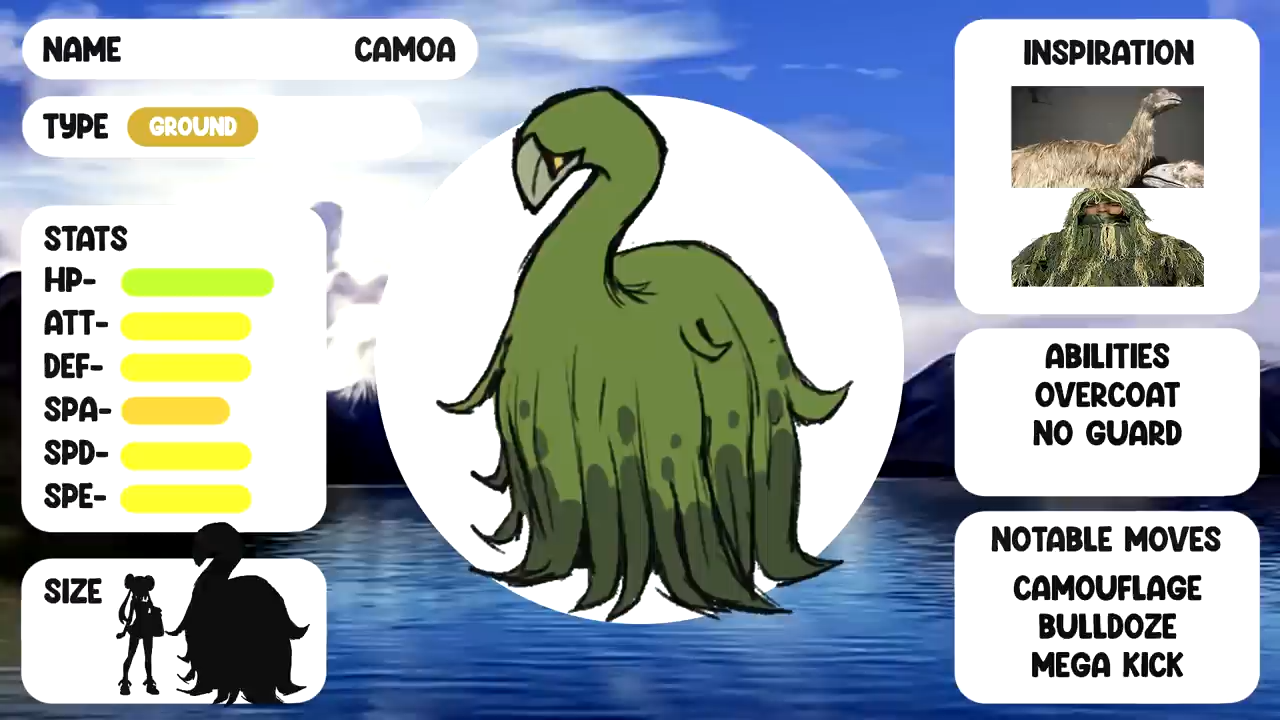 NAME CAMOA
TYPE GROUND
STATS
HP-
ATT-
DEF-
SPA-
SPD-
SPE-
SIZE
INSPIRATION
ABILITIES
OVERCOAT
NO GUARD
NOTABLE MOVES
CAMOUFLAGE
BULLDOZE
MEGA KICK